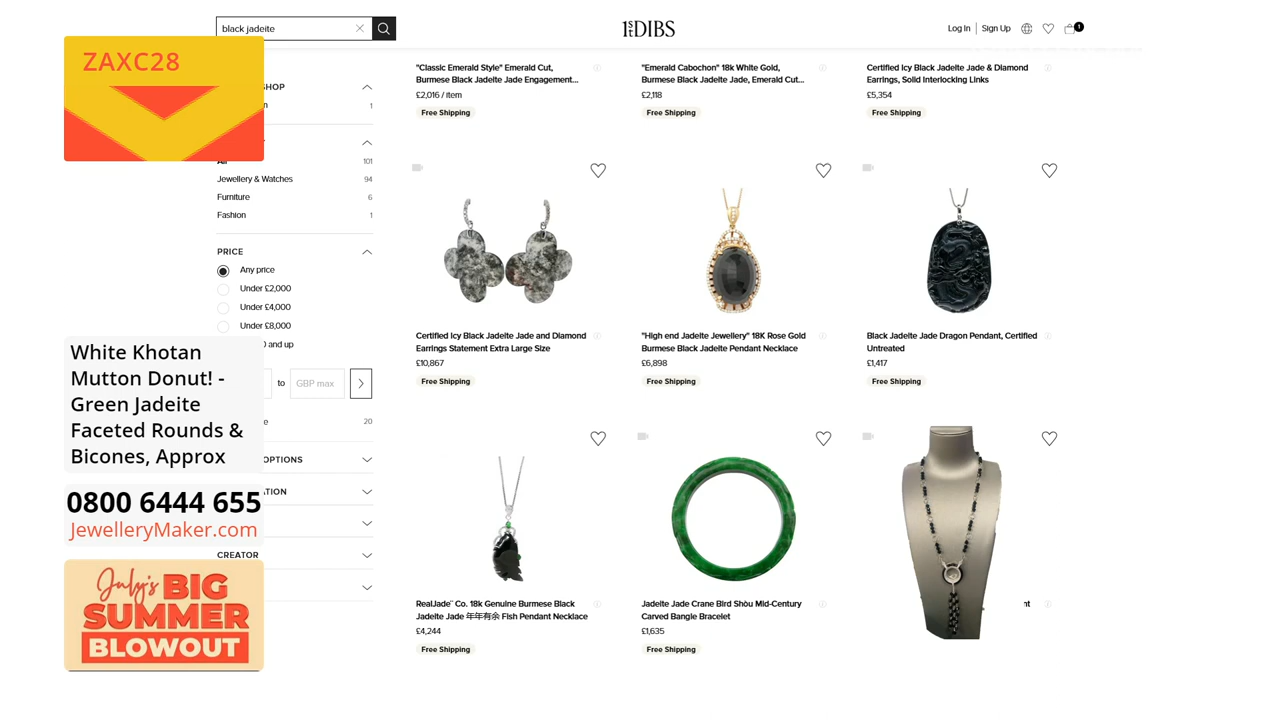 black jadeite
1STDIBS
Log In
Sign Up
1
ZAXC28
SHOP
1
All
101
Jewellery & Watches
94
Furniture
6
Fashion
1
PRICE
Any price
Under £2,000
Under £4,000
Under £8,000
and up
to
GBP max
20
OPTIONS
CREATOR
White Khotan
Mutton Donut! -
Green Jadeite
Faceted Rounds &
Bicones, Approx
0800 6444 655
JewelleryMaker.com
July's BIG
SUMMER
BLOWOUT
"Classic Emerald Style" Emerald Cut,
Burmese Black Jadeite Jade Engagement...
£2,016 / item
Free Shipping
"Emerald Cabochon" 18k White Gold,
Burmese Black Jadeite Jade, Emerald Cut...
£2,118
Free Shipping
Certified Icy Black Jadeite Jade & Diamond
Earrings, Solid Interlocking Links
£5,354
Free Shipping
Certified Icy Black Jadeite Jade and Diamond
Earrings Statement Extra Large Size
£10,867
Free Shipping
"High end Jadeite Jewellery" 18K Rose Gold
Burmese Black Jadeite Pendant Necklace
£6,898
Free Shipping
Black Jadeite Jade Dragon Pendant, Certified
Untreated
£1,417
Free Shipping
RealJade® Co. 18k Genuine Burmese Black
Jadeite Jade 年年有余 Fish Pendant Necklace
£4,244
Free Shipping
Jadeite Jade Crane Bird Shòu Mid-Century
Carved Bangle Bracelet
£1,635
Free Shipping